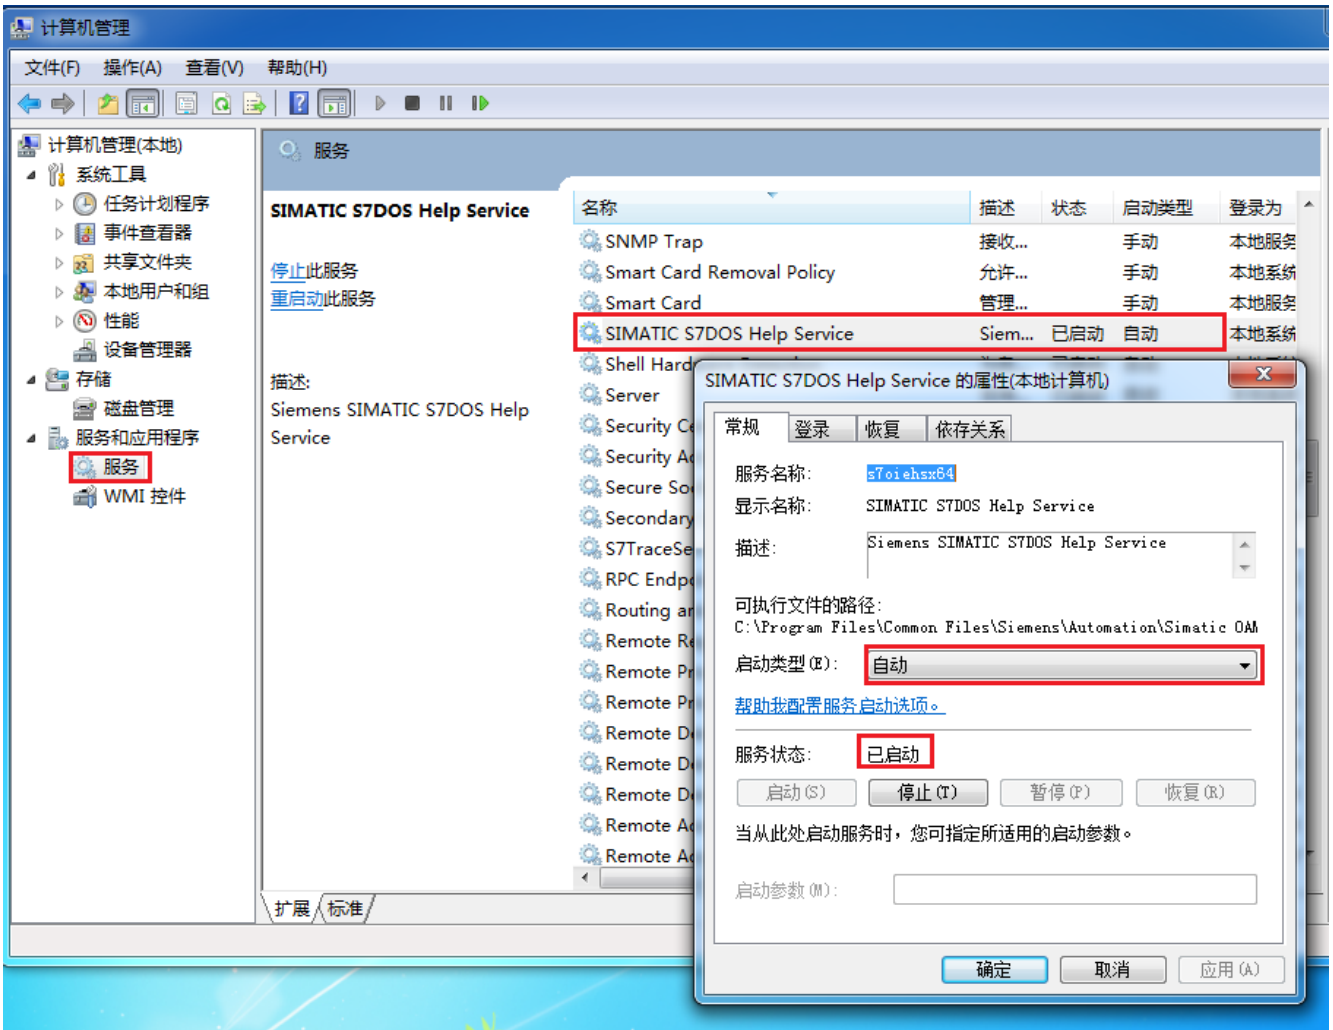 计算机管理
文件(F) 操作(A) 查看(V) 帮助(H)
计算机管理(本地)
系统工具
任务计划程序
事件查看器
共享文件夹
本地用户和组
性能
设备管理器
存储
磁盘管理
服务和应用程序
服务
WMI 控件
服务
SIMATIC S7DOS Help Service
停止此服务
重启动此服务
描述:
Siemens SIMATIC S7DOS Help
Service
名称 描述 状态 启动类型 登录为
SNMP Trap 接收... 手动 本地服务
Smart Card Removal Policy 允许... 手动 本地系统
Smart Card 管理... 手动 本地服务
SIMATIC S7DOS Help Service Siem... 已启动 自动 本地系统
Shell Hard
Server
Security Ce
Security Ac
Secure So
Secondary
S7TraceSe
RPC Endp
Routing ar
Remote Re
Remote Pr
Remote Pr
Remote De
Remote De
Remote De
Remote Ac
Remote Ac
扩展 标准
SIMATIC S7DOS Help Service 的属性(本地计算机)
常规 登录 恢复 依存关系
服务名称: s7oiehsx64
显示名称: SIMATIC S7DOS Help Service
描述: Siemens SIMATIC S7DOS Help Service
可执行文件的路径:
C:\Program Files\Common Files\Siemens\Automation\Simatic OAM
启动类型(E): 自动
帮助我配置服务启动选项。
服务状态: 已启动
启动(S) 停止(T) 暂停(P) 恢复(R)
当从此处启动服务时，您可指定所适用的启动参数。
启动参数(M):
确定 取消 应用(A)